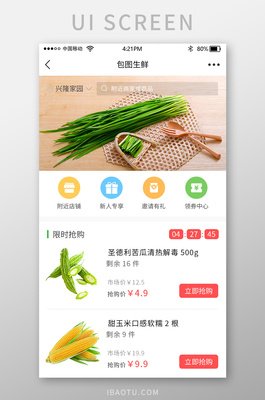 UI SCREEN
中国移动 4:21PM 80%
包图生鲜
兴隆家园 附近商家或商品
附近店铺 新人专享 邀请有礼 领券中心
限时抢购 04 : 27 : 45
圣德利苦瓜清热解毒 500g
剩余 16 件
市场价 ¥12.5
抢购价 ¥4.9 立即抢购
甜玉米口感软糯 2 根
剩余 9 件
市场价 ¥19.9
抢购价 ¥9.9 立即抢购
IBAOTU.COM